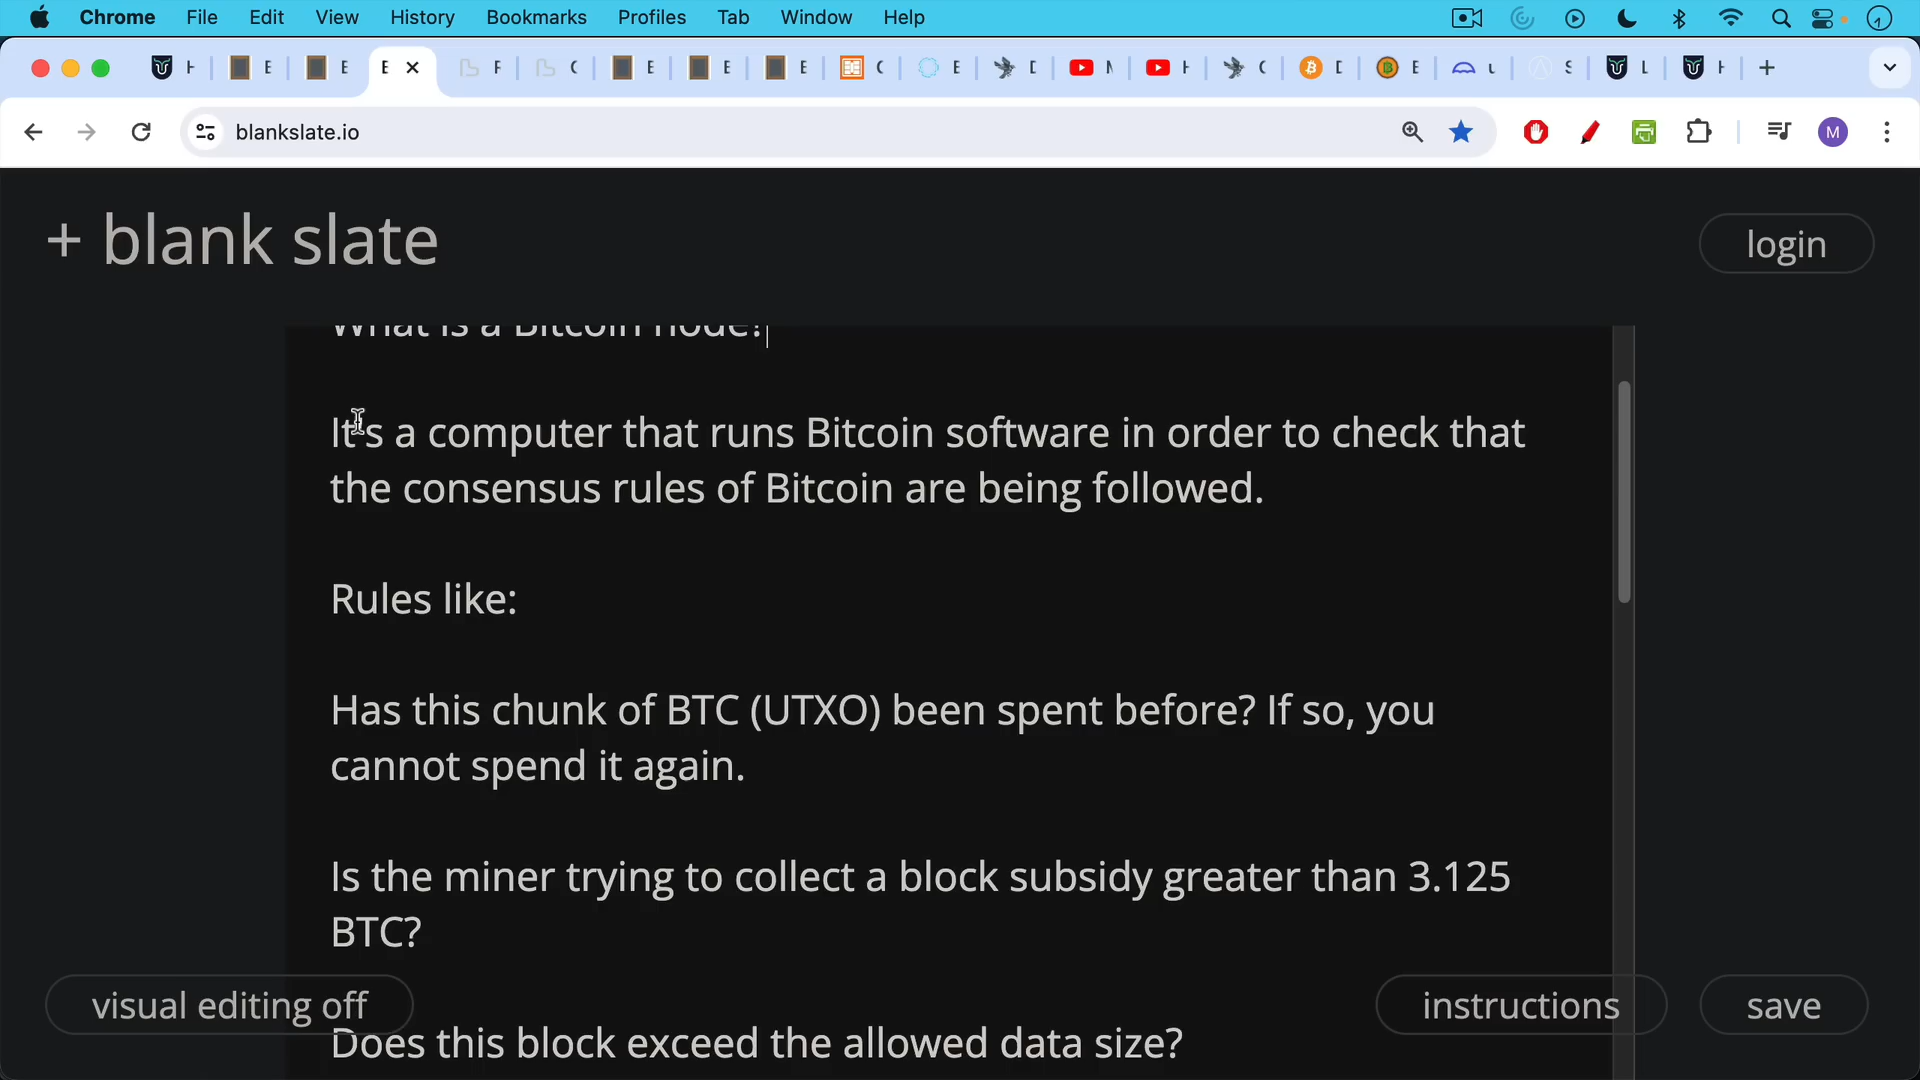 Chrome File Edit View History Bookmarks Profiles Tab Window Help
blankslate.io
M
+ blank slate
login
What is a Bitcoin node?
It's a computer that runs Bitcoin software in order to check that
the consensus rules of Bitcoin are being followed.
Rules like:
Has this chunk of BTC (UTXO) been spent before? If so, you
cannot spend it again.
Is the miner trying to collect a block subsidy greater than 3.125
BTC?
Does this block exceed the allowed data size?
visual editing off
instructions
save